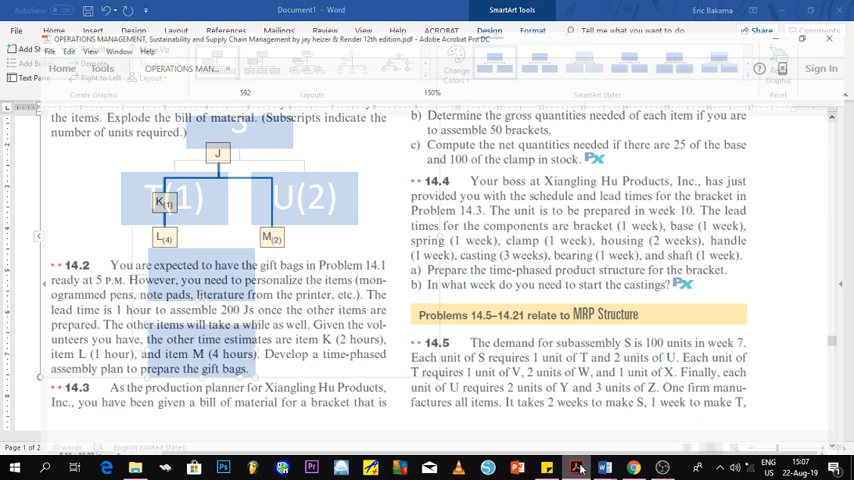 Document1 - Word
SmartArt Tools
Eric Bakama
AutoSave
OPERATIONS MANAGEMENT, Sustainability and Supply Chain Management by jay heizer & Render 12th edition.pdf - Adobe Acrobat Pro DC
File
Layout
References
Mailings
Review
View
Help
ACROBAT
Design
Format
Tell me what you want to do
Share
Comments
File Edit View Window Help
Home
Tools
OPERATIONS MAN...
Sign In
Add Sh
Add Bu
Text Pan
Right to Left
Layout
Change
Colors
Reset
Create Graphic
592
150%
SmartArt Styles
Reset
the items. Explode the bill of material. (Subscripts indicate the
number of units required.)
S
J
T(1)
U(2)
K(1)
L(4)
M(2)
•• 14.2 You are expected to have the gift bags in Problem 14.1
ready at 5 P.M. However, you need to personalize the items (mon-
ogrammed pens, note pads, literature from the printer, etc.). The
lead time is 1 hour to assemble 200 Js once the other items are
prepared. The other items will take a while as well. Given the vol-
unteers you have, the other time estimates are item K (2 hours),
item L (1 hour), and item M (4 hours). Develop a time-phased
assembly plan to prepare the gift bags.
•• 14.3 As the production planner for Xiangling Hu Products,
Inc., you have been given a bill of material for a bracket that is
b) Determine the gross quantities needed of each item if you are
to assemble 50 brackets.
c) Compute the net quantities needed if there are 25 of the base
and 100 of the clamp in stock. PX
•• 14.4 Your boss at Xiangling Hu Products, Inc., has just
provided you with the schedule and lead times for the bracket in
Problem 14.3. The unit is to be prepared in week 10. The lead
times for the components are bracket (1 week), base (1 week),
spring (1 week), clamp (1 week), housing (2 weeks), handle
(1 week), casting (3 weeks), bearing (1 week), and shaft (1 week).
a) Prepare the time-phased product structure for the bracket.
b) In what week do you need to start the castings? PX
Problems 14.5–14.21 relate to MRP Structure
•• 14.5 The demand for subassembly S is 100 units in week 7.
Each unit of S requires 1 unit of T and 2 units of U. Each unit of
T requires 1 unit of V, 2 units of W, and 1 unit of X. Finally, each
unit of U requires 2 units of Y and 3 units of Z. One firm manu-
factures all items. It takes 2 weeks to make S, 1 week to make T,
Page 1 of 2
10 words
English (United States)
ENG
US
15:07
22-Aug-19